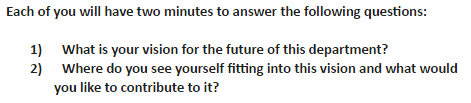 Each of you will have two minutes to answer the following questions:
1) What is your vision for the future of this department?
2) Where do you see yourself fitting into this vision and what would
you like to contribute to it?